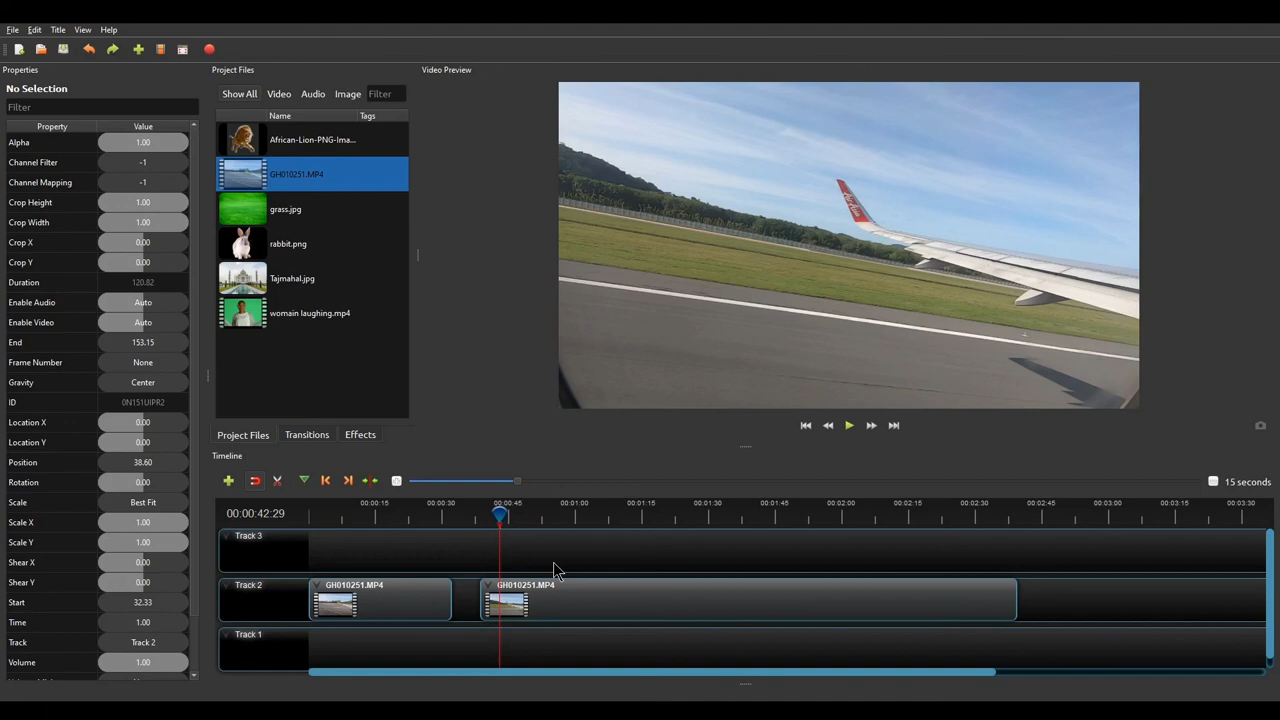 File Edit Title View Help
Properties
No Selection
Filter
Property Value
Alpha 1.00
Channel Filter -1
Channel Mapping -1
Crop Height 1.00
Crop Width 1.00
Crop X 0.00
Crop Y 0.00
Duration 120.82
Enable Audio Auto
Enable Video Auto
End 153.15
Frame Number None
Gravity Center
ID 0N151UIPR2
Location X 0.00
Location Y 0.00
Position 38.60
Rotation 0.00
Scale Best Fit
Scale X 1.00
Scale Y 1.00
Shear X 0.00
Shear Y 0.00
Start 32.33
Time 1.00
Track Track 2
Volume 1.00
Project Files
Show All Video Audio Image Filter
Name Tags
African-Lion-PNG-Ima...
GH010251.MP4
grass.jpg
rabbit.png
Tajmahal.jpg
womain laughing.mp4
Project Files Transitions Effects
Video Preview
AirAsia
Timeline
15 seconds
00:00:42:29
00:00:15 00:00:30 00:00:45 00:01:00 00:01:15 00:01:30 00:01:45 00:02:00 00:02:15 00:02:30 00:02:45 00:03:00 00:03:15 00:03:30
Track 3
Track 2 GH010251.MP4 GH010251.MP4
Track 1